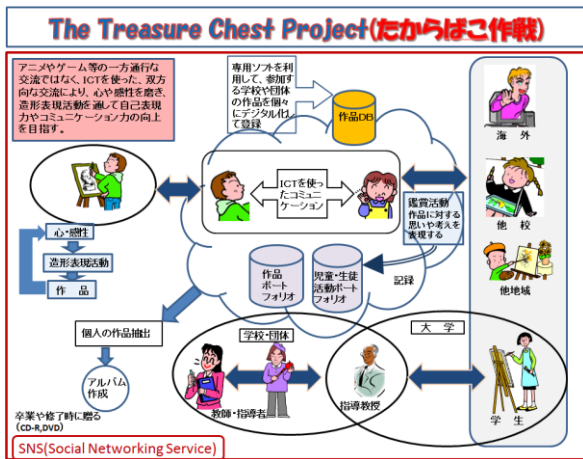 The Treasure Chest Project(たからばこ作戦)
アニメやゲーム等の一方通行な
交流ではなく、ICTを使った、双方
向な交流により、心や感性を磨き、
造形表現活動を通して自己表現
力やコミュニケーション力の向上
を目指す。
専用ソフトを利
用して、参加す
る学校や団体
の作品を個々
にデジタル化し
て登録
作品DB
海 外
ICTを使っ
たコミュニ
ケーション
鑑賞活動
作品に対する
思いや考えを
表現する
他 校
心・感性
造形表現活動
作 品
作品
ポート
フォリオ
児童・生徒
活動ポート
フォリオ
記録
他地域
個人の作品抽出
学校・団体
大 学
アルバム
作成
教師・指導者
指導教授
学 生
卒業や修了時に贈る
(CD-R,DVD)
SNS(Social Networking Service)